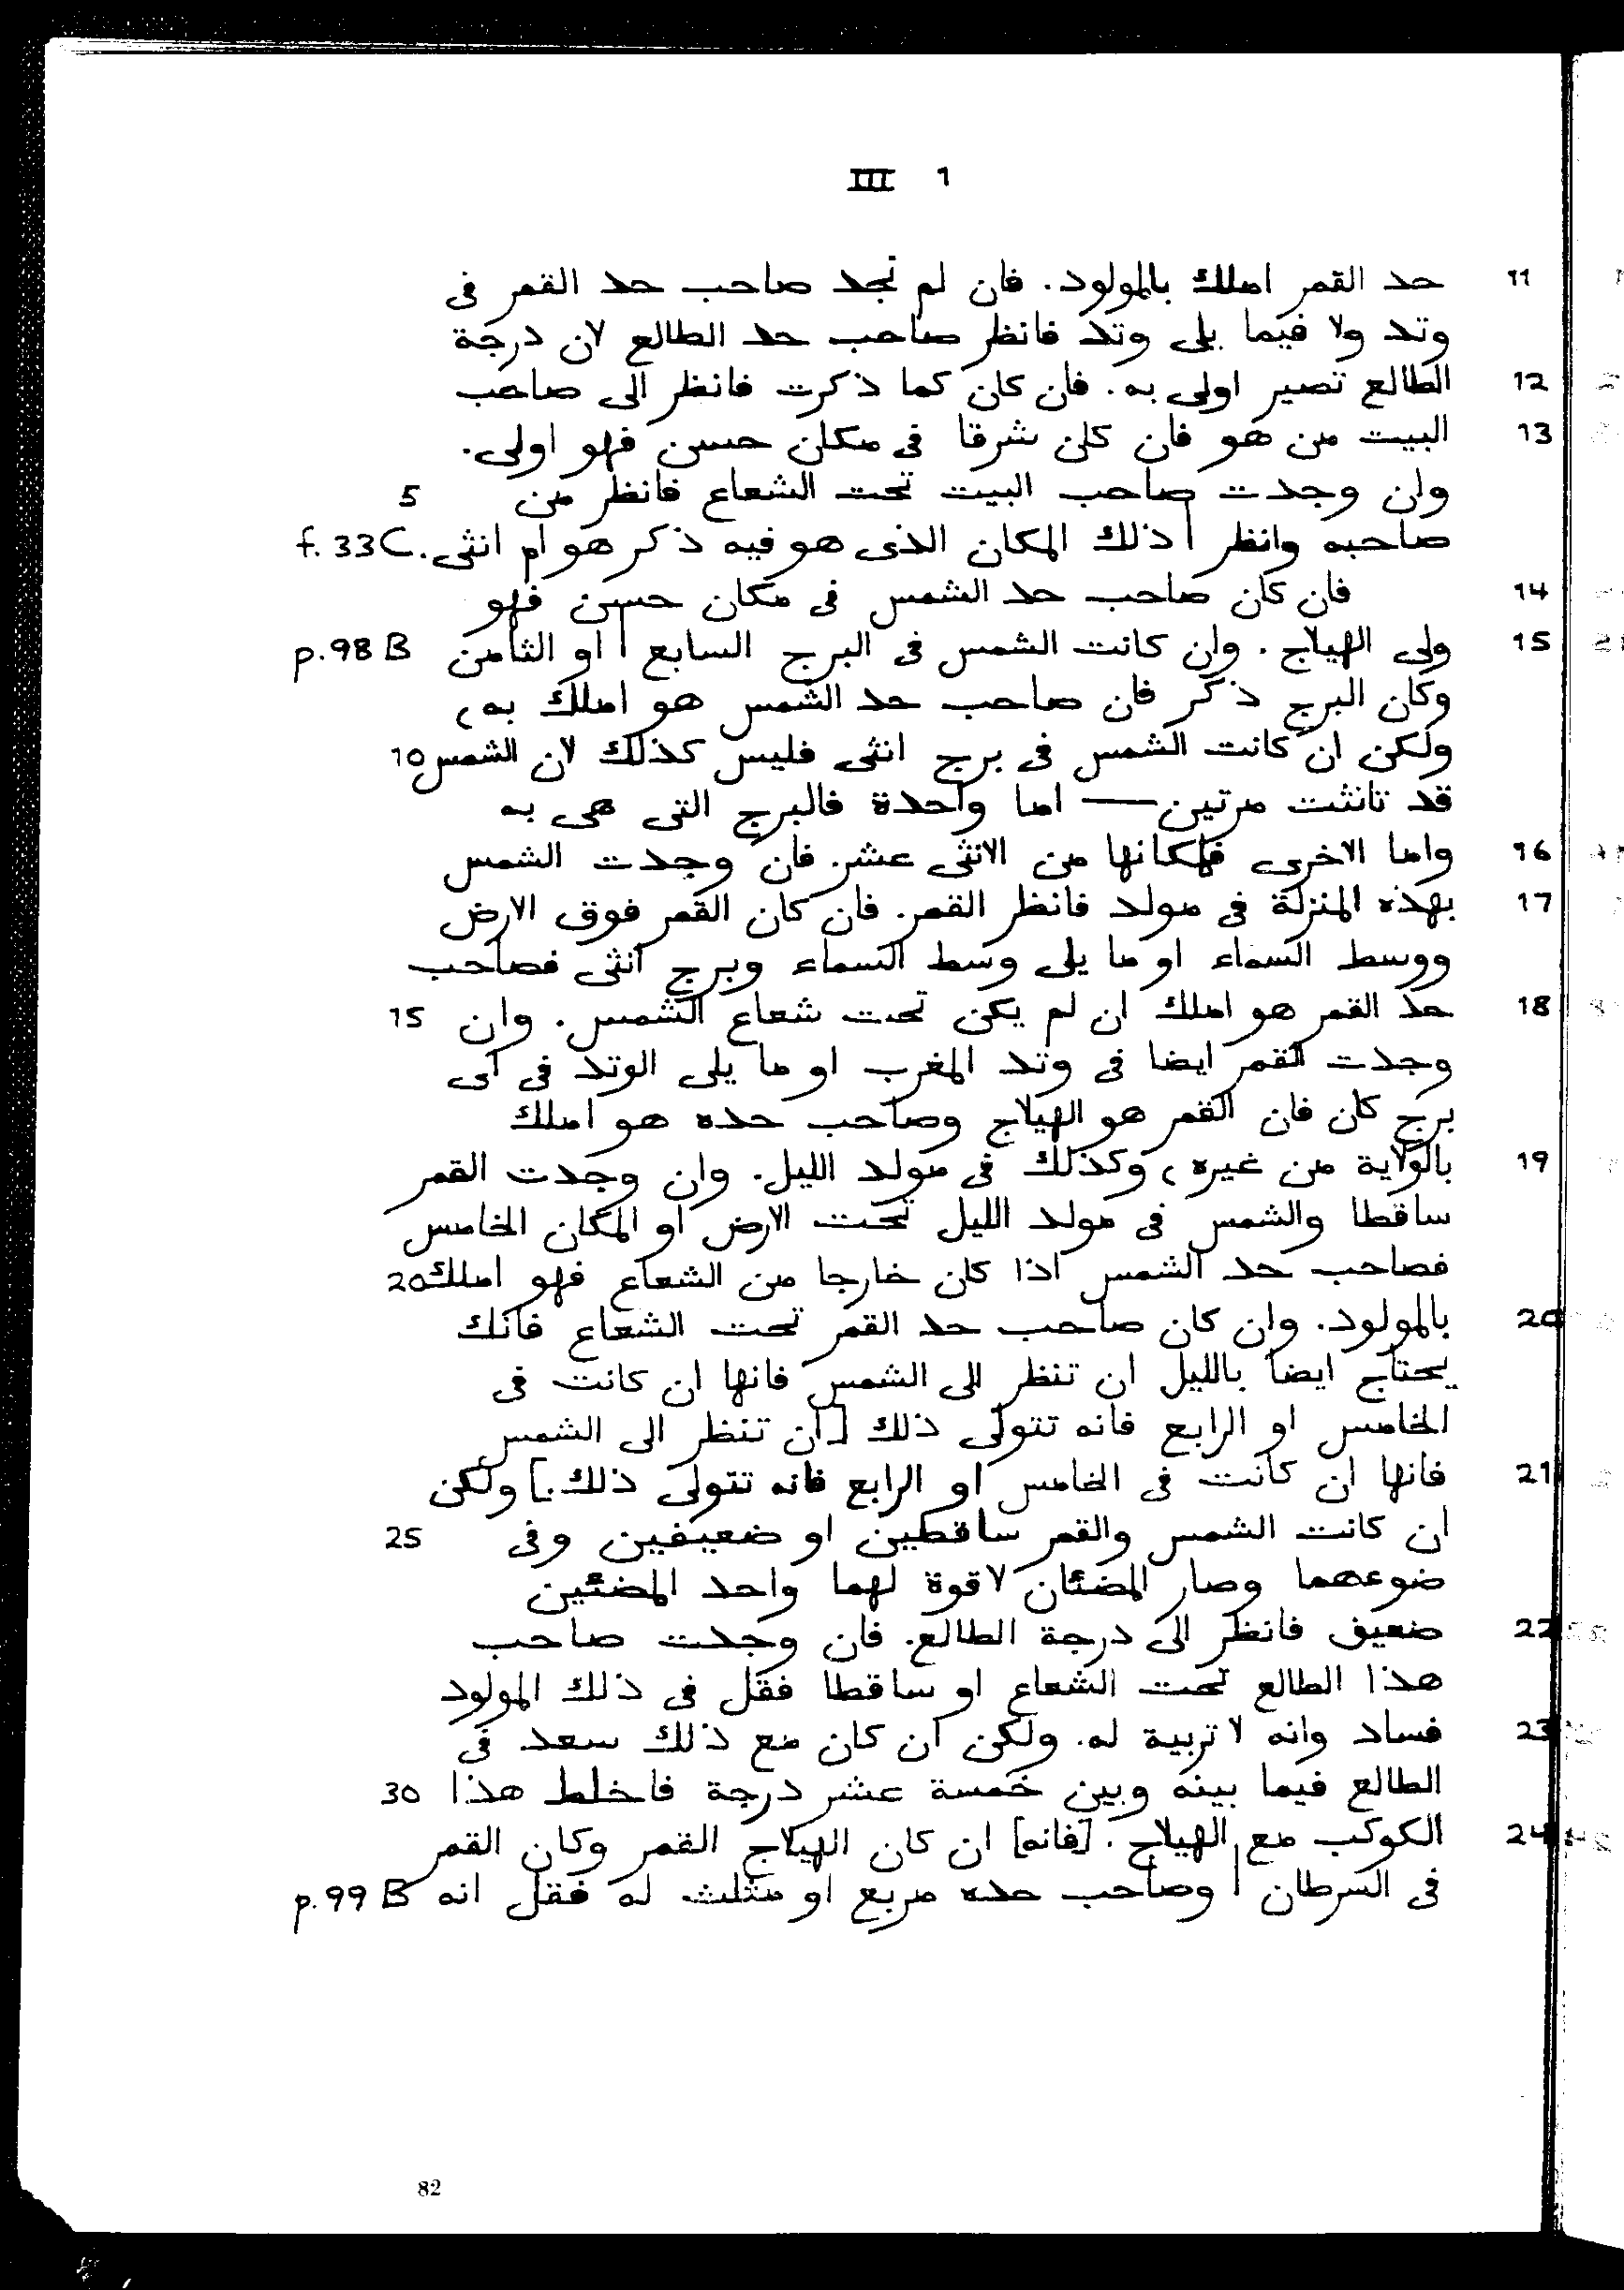 III 1
11 حد القمر املك بالمولود. فان لم تجد صاحب حد القمر فى
وتد ولا فيما يلى وتد فانظر صاحب حد الطالع لان درجة
12 الطالع تصير اولى به. فان كان كما ذكرت فانظر الى صاحب
13 البيت من هو فان كان شرقا فى مكان حسن فهو اولى.
وان وجدت صاحب البيت تحت الشعاع فانظر من 5
صاحبه وانظر | ذلك المكان الذى هو فيه ذكر هو ام انثى. f. 33C
14 فان كان صاحب حد الشمس فى مكان حسن فهو
15 ولى الهيلاج. وان كانت الشمس فى البرج السابع | او الثامن p. 98 B
وكان البرج ذكر فان صاحب حد الشمس هو املك به،
ولكن ان كانت الشمس فى برج انثى فليس كذلك لان الشمس 10
قد تانثت مرتين — اما واحدة فالبرج التى هى به
16 واما الاخرى فلمكانها من الانثى عشر. فان وجدت الشمس
17 بهذه المنزلة فى مولد فانظر القمر. فان كان القمر فوق الارض
ووسط السماء او ما يلى وسط السماء وبرج انثى فصاحب
18 حد القمر هو املك ان لم يكن تحت شعاع الشمس. وان 15
وجدت القمر ايضا فى وتد المغرب او ما يلى الوتد فى اى
برج كان فان القمر هو الهيلاج وصاحب حده هو املك
19 بالولاية من غيره، وكذلك فى مولد الليل. وان وجدت القمر
ساقطا والشمس فى مولد الليل تحت الارض او المكان الخامس
فصاحب حد الشمس اذا كان خارجا من الشعاع فهو املك 20
20 بالمولود. وان كان صاحب حد القمر تحت الشعاع فانك
يحتاج ايضا بالليل ان تنظر الى الشمس فانها ان كانت فى
الخامس او الرابع فانه تتولى ذلك [ان تنظر الى الشمس
21 فانها ان كانت فى الخامس او الرابع فانه تتولى ذلك.] ولكن
ان كانت الشمس والقمر ساقطين او ضعيفين وفى 25
ضوءهما وصار المضئان لا قوة لهما واحد المضئين
22 ضعيف فانظر الى درجة الطالع. فان وجدت صاحب
هذا الطالع تحت الشعاع او ساقطا فقل فى ذلك المولود
23 فساد وانه لا تربية له. ولكن ان كان مع ذلك سعد فى
الطالع فيما بينه وبين خمسة عشر درجة فاخلط هذا 30
24 الكوكب مع الهيلاج. [فانه] ان كان الهيلاج القمر وكان القمر
فى السرطان | وصاحب حده مربع او مثلث له فقل انه p. 99 B
82